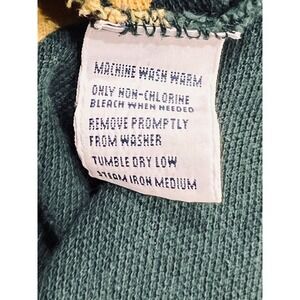 MACHINE WASH WARM
ONLY NON-CHLORINE
BLEACH WHEN NEEDED
REMOVE PROMPTLY
FROM WASHER
TUMBLE DRY LOW
STEAM IRON MEDIUM